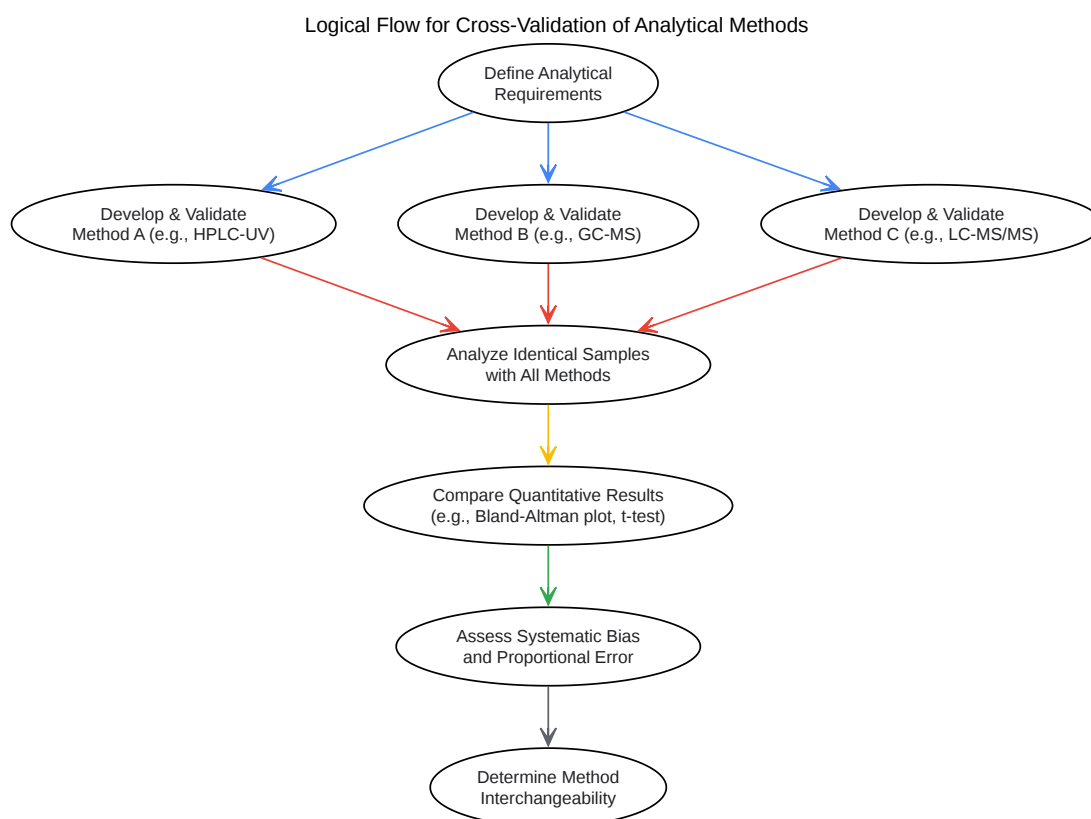 Logical Flow for Cross-Validation of Analytical Methods
Define Analytical
Requirements
Develop & Validate
Method A (e.g., HPLC-UV)
Develop & Validate
Method B (e.g., GC-MS)
Develop & Validate
Method C (e.g., LC-MS/MS)
Analyze Identical Samples
with All Methods
Compare Quantitative Results
(e.g., Bland-Altman plot, t-test)
Assess Systematic Bias
and Proportional Error
Determine Method
Interchangeability